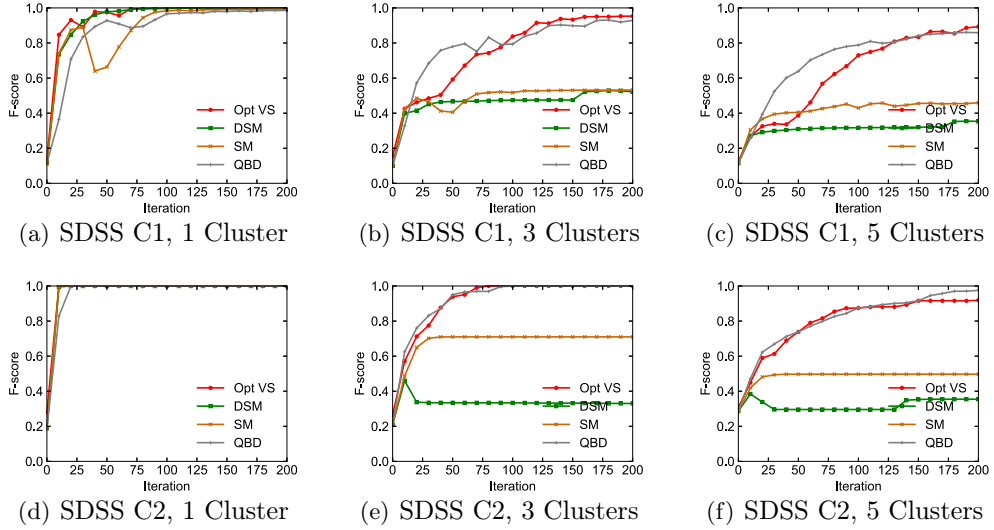 1.0
0.8
0.6
0.4
0.2
0.0
F-score
0 25 50 75 100 125 150 175 200
Iteration
Opt VS
DSM
SM
QBD
(a) SDSS C1, 1 Cluster
1.0
0.8
0.6
0.4
0.2
0.0
F-score
0 25 50 75 100 125 150 175 200
Iteration
Opt VS
DSM
SM
QBD
(b) SDSS C1, 3 Clusters
1.0
0.8
0.6
0.4
0.2
0.0
F-score
0 25 50 75 100 125 150 175 200
Iteration
Opt VS
DSM
SM
QBD
(c) SDSS C1, 5 Clusters
1.0
0.8
0.6
0.4
0.2
0.0
F-score
0 25 50 75 100 125 150 175 200
Iteration
Opt VS
DSM
SM
QBD
(d) SDSS C2, 1 Cluster
1.0
0.8
0.6
0.4
0.2
0.0
F-score
0 25 50 75 100 125 150 175 200
Iteration
Opt VS
DSM
SM
QBD
(e) SDSS C2, 3 Clusters
1.0
0.8
0.6
0.4
0.2
0.0
F-score
0 25 50 75 100 125 150 175 200
Iteration
Opt VS
DSM
SM
QBD
(f) SDSS C2, 5 Clusters